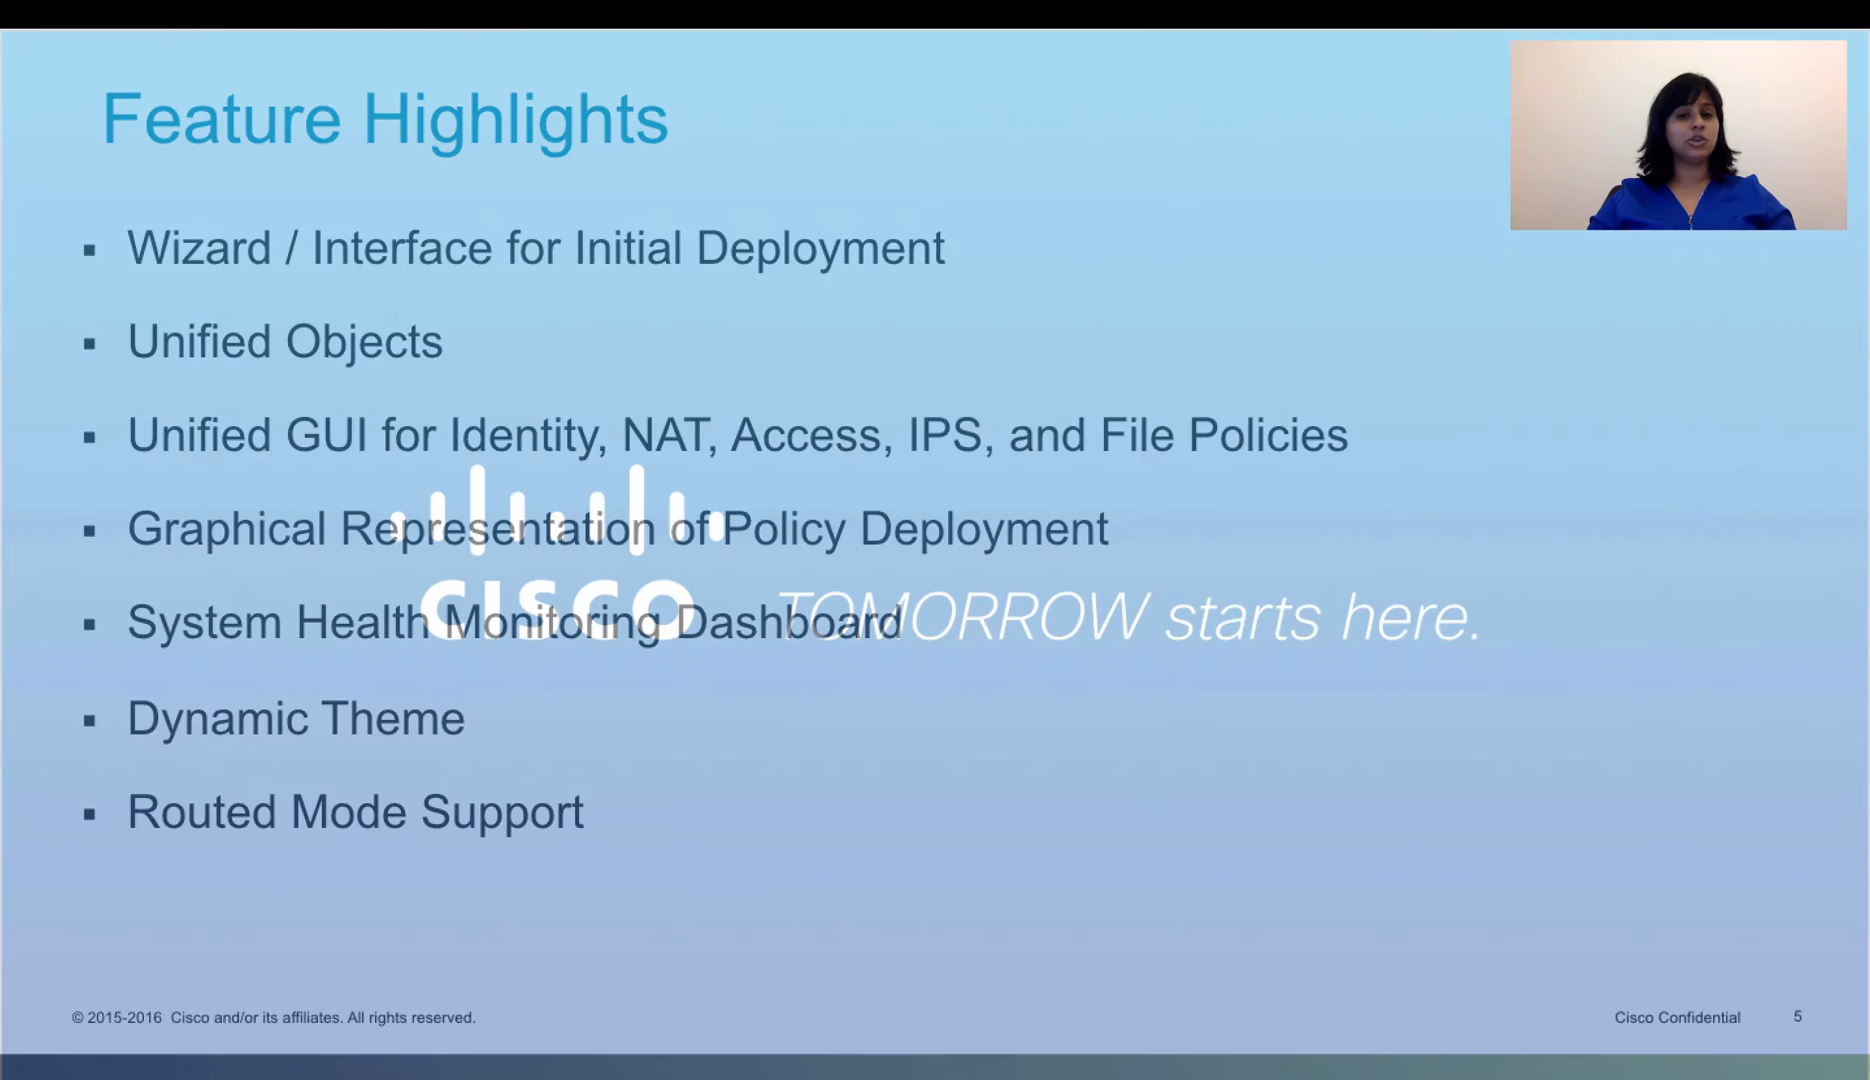 Feature Highlights
▪ Wizard / Interface for Initial Deployment
▪ Unified Objects
▪ Unified GUI for Identity, NAT, Access, IPS, and File Policies
▪ Graphical Representation of Policy Deployment
▪ System Health Monitoring Dashboard
CISCO TOMORROW starts here.
▪ Dynamic Theme
▪ Routed Mode Support
© 2015-2016 Cisco and/or its affiliates. All rights reserved. Cisco Confidential 5